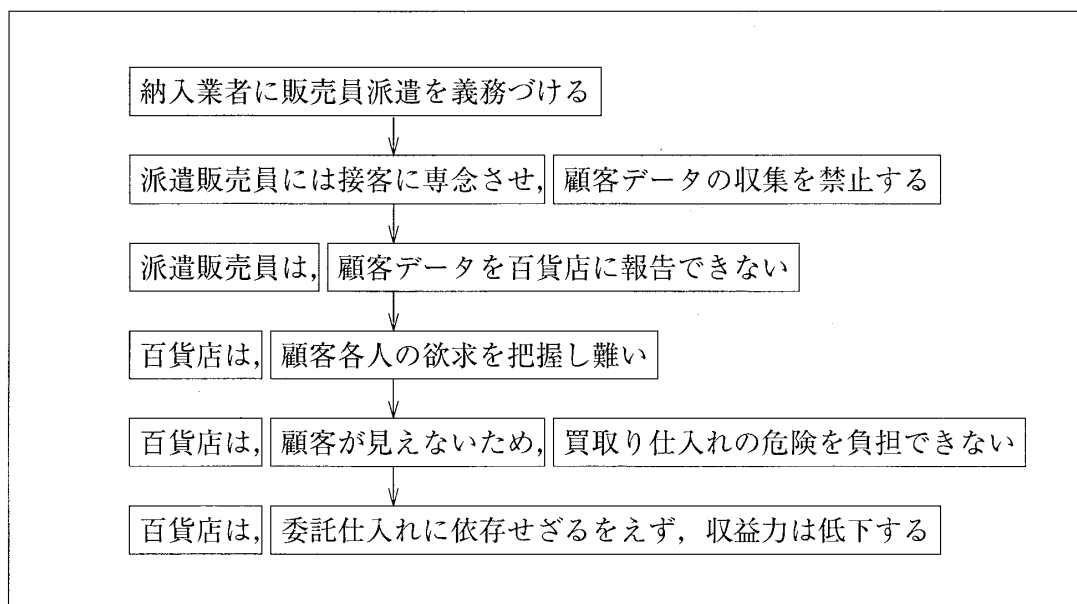 納入業者に販売員派遣を義務づける
派遣販売員には接客に専念させ, 顧客データの収集を禁止する
派遣販売員は, 顧客データを百貨店に報告できない
百貨店は, 顧客各人の欲求を把握し難い
百貨店は, 顧客が見えないため, 買取り仕入れの危険を負担できない
百貨店は, 委託仕入れに依存せざるをえず, 収益力は低下する